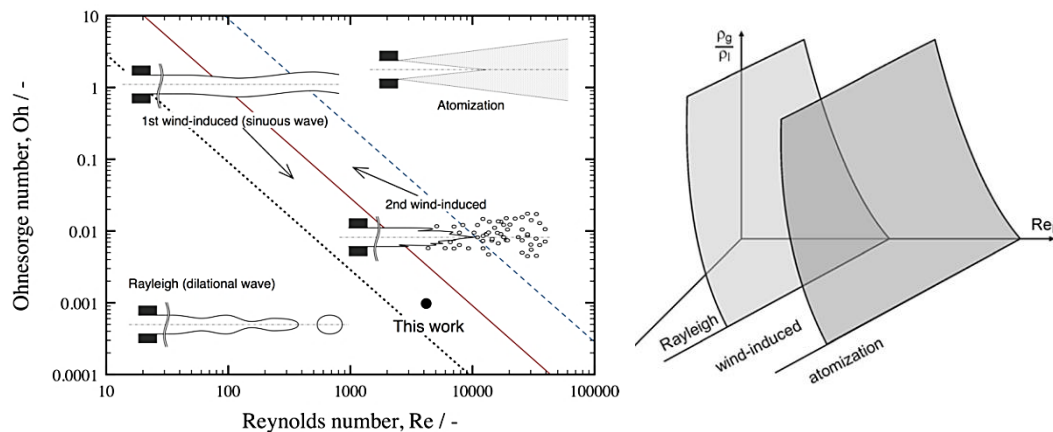 Ohnesorge number, Oh / -
10
1
0.1
0.01
0.001
0.0001
1st wind-induced (sinuous wave)
Atomization
2nd wind-induced
Rayleigh (dilational wave)
This work
10
100
1000
10000
100000
Reynolds number, Re / -
ρg
ρl
Rayleigh
wind-induced
atomization